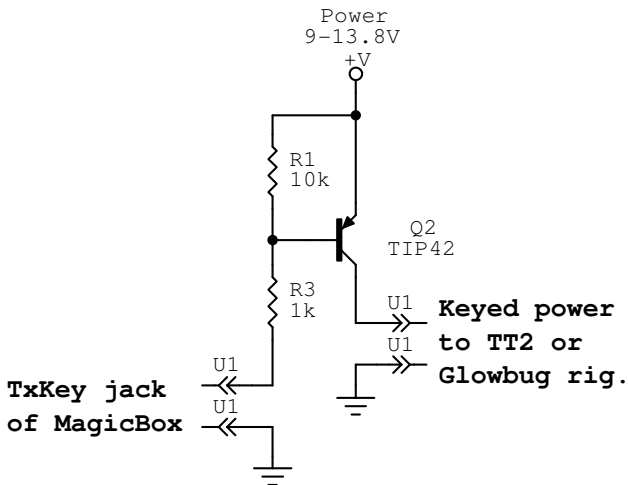 Power
9-13.8V
+V
R1
10k
Q2
TIP42
R3
1k
U1
Keyed power
U1
to TT2 or
Glowbug rig.
U1
TxKey jack
U1
of MagicBox